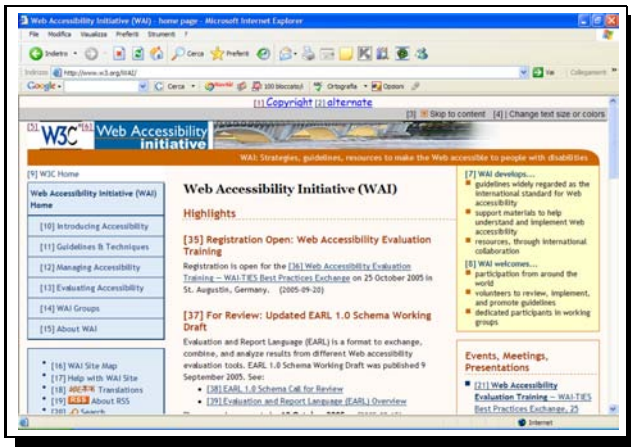 Web Accessibility Initiative (WAI) - home page - Microsoft Internet Explorer
File Modifica Visualizza Preferiti Strumenti ?
Indietro Cerca Preferiti
Indirizzo http://www.w3.org/WAI/ Vai Collegamenti
Google Cerca 100 bloccato/i Ortografia Opzioni
[1] Copyright [2] alternate
[3] Skip to content [4] | Change text size or colors
[5] W3C [6] Web Accessibility
initiative
WAI: Strategies, guidelines, resources to make the Web accessible to people with disabilities
[9] W3C Home
Web Accessibility Initiative (WAI)
Home
[10] Introducing Accessibility
[11] Guidelines & Techniques
[12] Managing Accessibility
[13] Evaluating Accessibility
[14] WAI Groups
[15] About WAI
[16] WAI Site Map
[17] Help with WAI Site
[18] Translations
[19] RSS About RSS
[20] Search
Web Accessibility Initiative (WAI)
Highlights
[35] Registration Open: Web Accessibility Evaluation
Training
Registration is open for the [36] Web Accessibility Evaluation
Training — WAI-TIES Best Practices Exchange on 25 October 2005 in
St. Augustin, Germany. (2005-09-20)
[37] For Review: Updated EARL 1.0 Schema Working
Draft
Evaluation and Report Language (EARL) is a format to exchange,
combine, and analyze results from different Web accessibility
evaluation tools. EARL 1.0 Schema Working Draft was published 9
September 2005. See:
[38] EARL 1.0 Schema Call for Review
[39] Evaluation and Report Language (EARL) Overview
[7] WAI develops...
guidelines widely regarded as the
international standard for Web
accessibility
support materials to help
understand and implement Web
accessibility
resources, through international
collaboration
[8] WAI welcomes...
participation from around the
world
volunteers to review, implement,
and promote guidelines
dedicated participants in working
groups
Events, Meetings,
Presentations
[21] Web Accessibility
Evaluation Training — WAI-TIES
Best Practices Exchange, 25
Internet